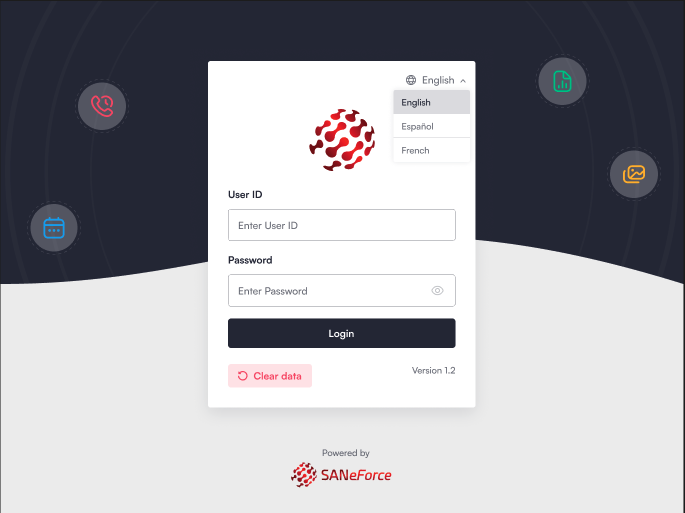 English
English
Español
French
User ID
Enter User ID
Password
Enter Password
Login
Clear data
Version 1.2
Powered by
SANeForce